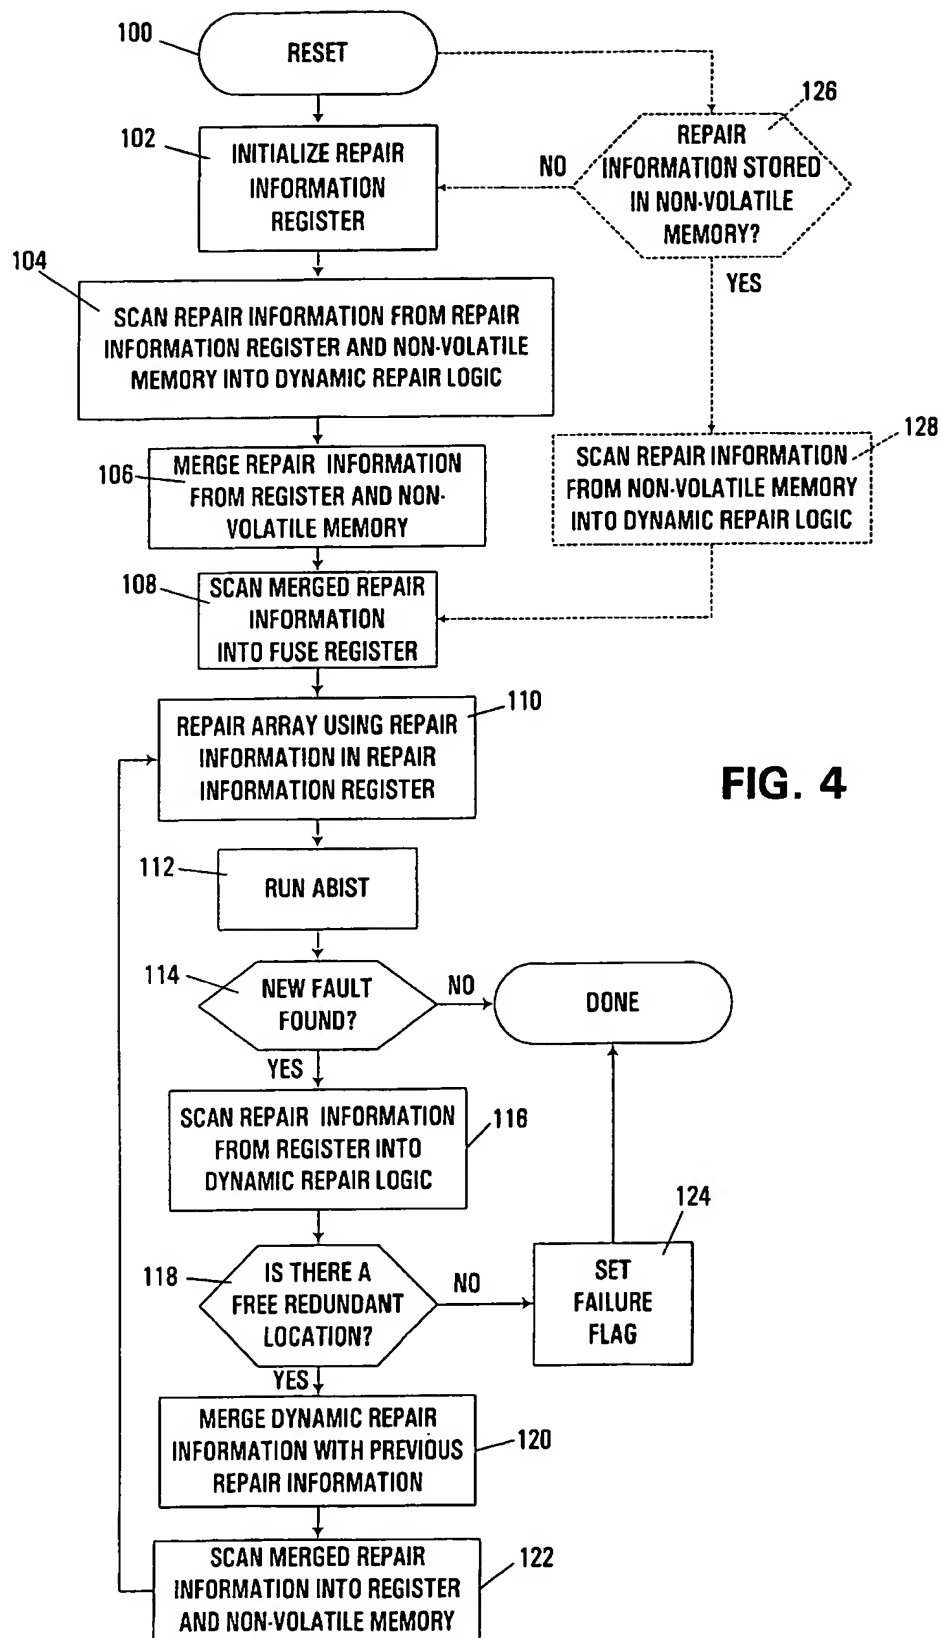 100
RESET
126
REPAIR
INFORMATION STORED
IN NON-VOLATILE
MEMORY?
102
INITIALIZE REPAIR
INFORMATION
REGISTER
NO
YES
104
SCAN REPAIR INFORMATION FROM REPAIR
INFORMATION REGISTER AND NON-VOLATILE
MEMORY INTO DYNAMIC REPAIR LOGIC
128
SCAN REPAIR INFORMATION
FROM NON-VOLATILE MEMORY
INTO DYNAMIC REPAIR LOGIC
106
MERGE REPAIR INFORMATION
FROM REGISTER AND NON-
VOLATILE MEMORY
108
SCAN MERGED REPAIR
INFORMATION
INTO FUSE REGISTER
110
REPAIR ARRAY USING REPAIR
INFORMATION IN REPAIR
INFORMATION REGISTER
FIG. 4
112
RUN ABIST
114
NEW FAULT
FOUND?
NO
DONE
YES
SCAN REPAIR INFORMATION
FROM REGISTER INTO
DYNAMIC REPAIR LOGIC
116
118
IS THERE A
FREE REDUNDANT
LOCATION?
NO
124
SET
FAILURE
FLAG
YES
MERGE DYNAMIC REPAIR
INFORMATION WITH PREVIOUS
REPAIR INFORMATION
120
SCAN MERGED REPAIR
INFORMATION INTO REGISTER
AND NON-VOLATILE MEMORY
122